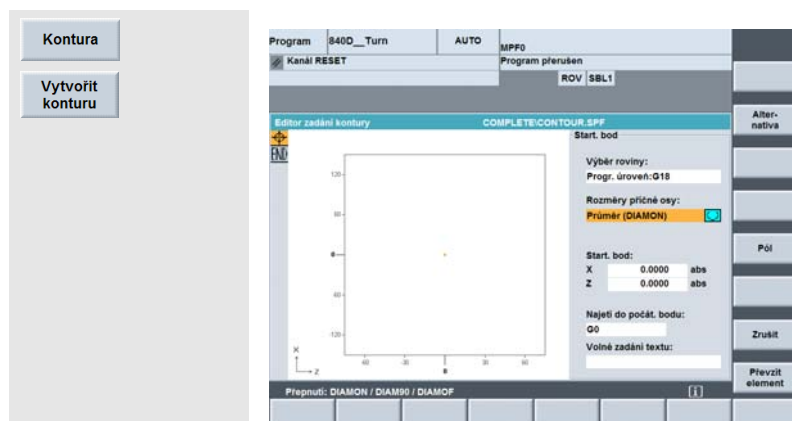 Kontura
Vytvořit
konturu
Program 840D__Turn AUTO MPF0
Kanál RESET Program přerušen
ROV SBL1
Editor zadání kontury COMPLETE\CONTOUR.SPF
Start. bod
END
Výběr roviny:
Progr. úroveň:G18
Rozměry příčné osy:
Průměr (DIAMON)
Start. bod:
X 0.0000 abs
Z 0.0000 abs
Najetí do počát. bodu:
G0
Volné zadání textu:
X
Z
Přepnutí: DIAMON / DIAM90 / DIAMOF
Alter-
nativa
Pól
Zrušit
Převzít
element